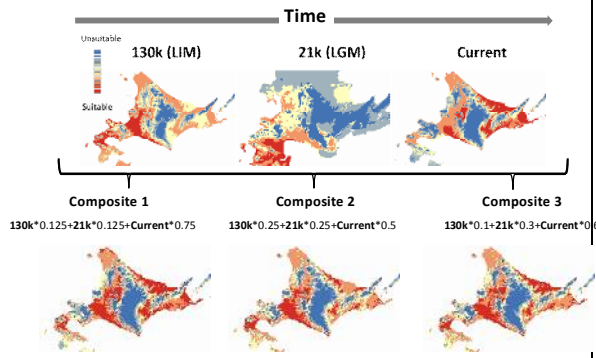 Time
Unsuitable
130k (LIM)
21k (LGM)
Current
Suitable
Composite 1
Composite 2
Composite 3
130k*0.125+21k*0.125+Current*0.75
130k*0.25+21k*0.25+Current*0.5
130k*0.1+21k*0.3+Current*0.6